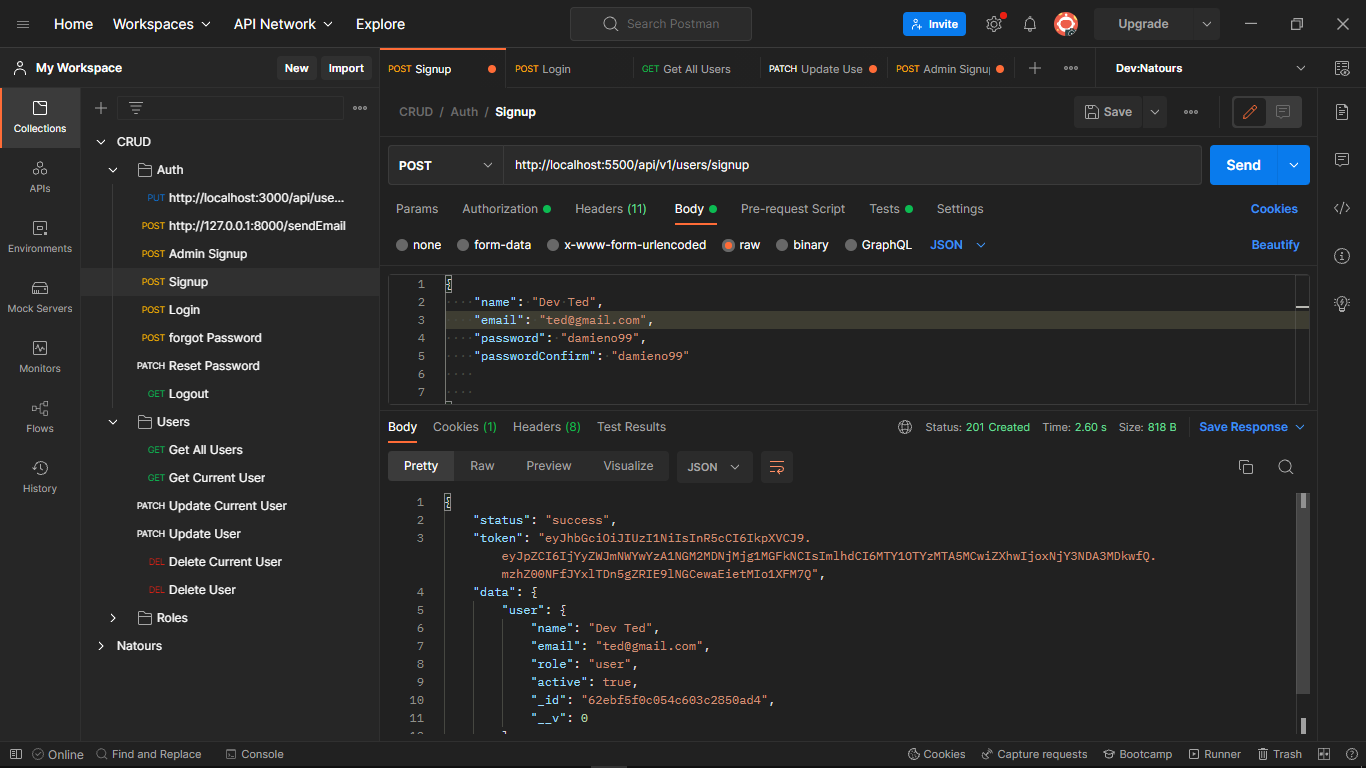 Home Workspaces API Network Explore Search Postman Invite Upgrade
My Workspace New Import
POST Signup POST Login GET Get All Users PATCH Update Use POST Admin Signu Dev:Natours
Collections
APIs
Environments
Mock Servers
Monitors
Flows
History
CRUD
Auth
PUT http://localhost:3000/api/use...
POST http://127.0.0.1:8000/sendEmail
POST Admin Signup
POST Signup
POST Login
POST forgot Password
PATCH Reset Password
GET Logout
Users
GET Get All Users
GET Get Current User
PATCH Update Current User
PATCH Update User
DEL Delete Current User
DEL Delete User
Roles
Natours
CRUD / Auth / Signup Save
POST http://localhost:5500/api/v1/users/signup Send
Params Authorization Headers (11) Body Pre-request Script Tests Settings Cookies
none form-data x-www-form-urlencoded raw binary GraphQL JSON Beautify
1 {
2 "name": "Dev Ted",
3 "email": "ted@gmail.com",
4 "password": "damieno99",
5 "passwordConfirm": "damieno99"
6
7
Body Cookies (1) Headers (8) Test Results Status: 201 Created Time: 2.60 s Size: 818 B Save Response
Pretty Raw Preview Visualize JSON
1 {
2 "status": "success",
3 "token": "eyJhbGciOiJIUzI1NiIsInR5cCI6IkpXVCJ9.
eyJpZCI6IjYyZWJmNWYwYzA1NGM2MDNjMjg1MGFkNCIsImlhdCI6MTY1OTYzMTA5MCwiZXhwIjoxNjY3NDA3MDkwfQ.
mzhZ00NFfJYxlTDn5gZRIE9lNGCewaEietMIo1XFM7Q",
4 "data": {
5 "user": {
6 "name": "Dev Ted",
7 "email": "ted@gmail.com",
8 "role": "user",
9 "active": true,
10 "_id": "62ebf5f0c054c603c2850ad4",
11 "__v": 0
Online Find and Replace Console Cookies Capture requests Bootcamp Runner Trash